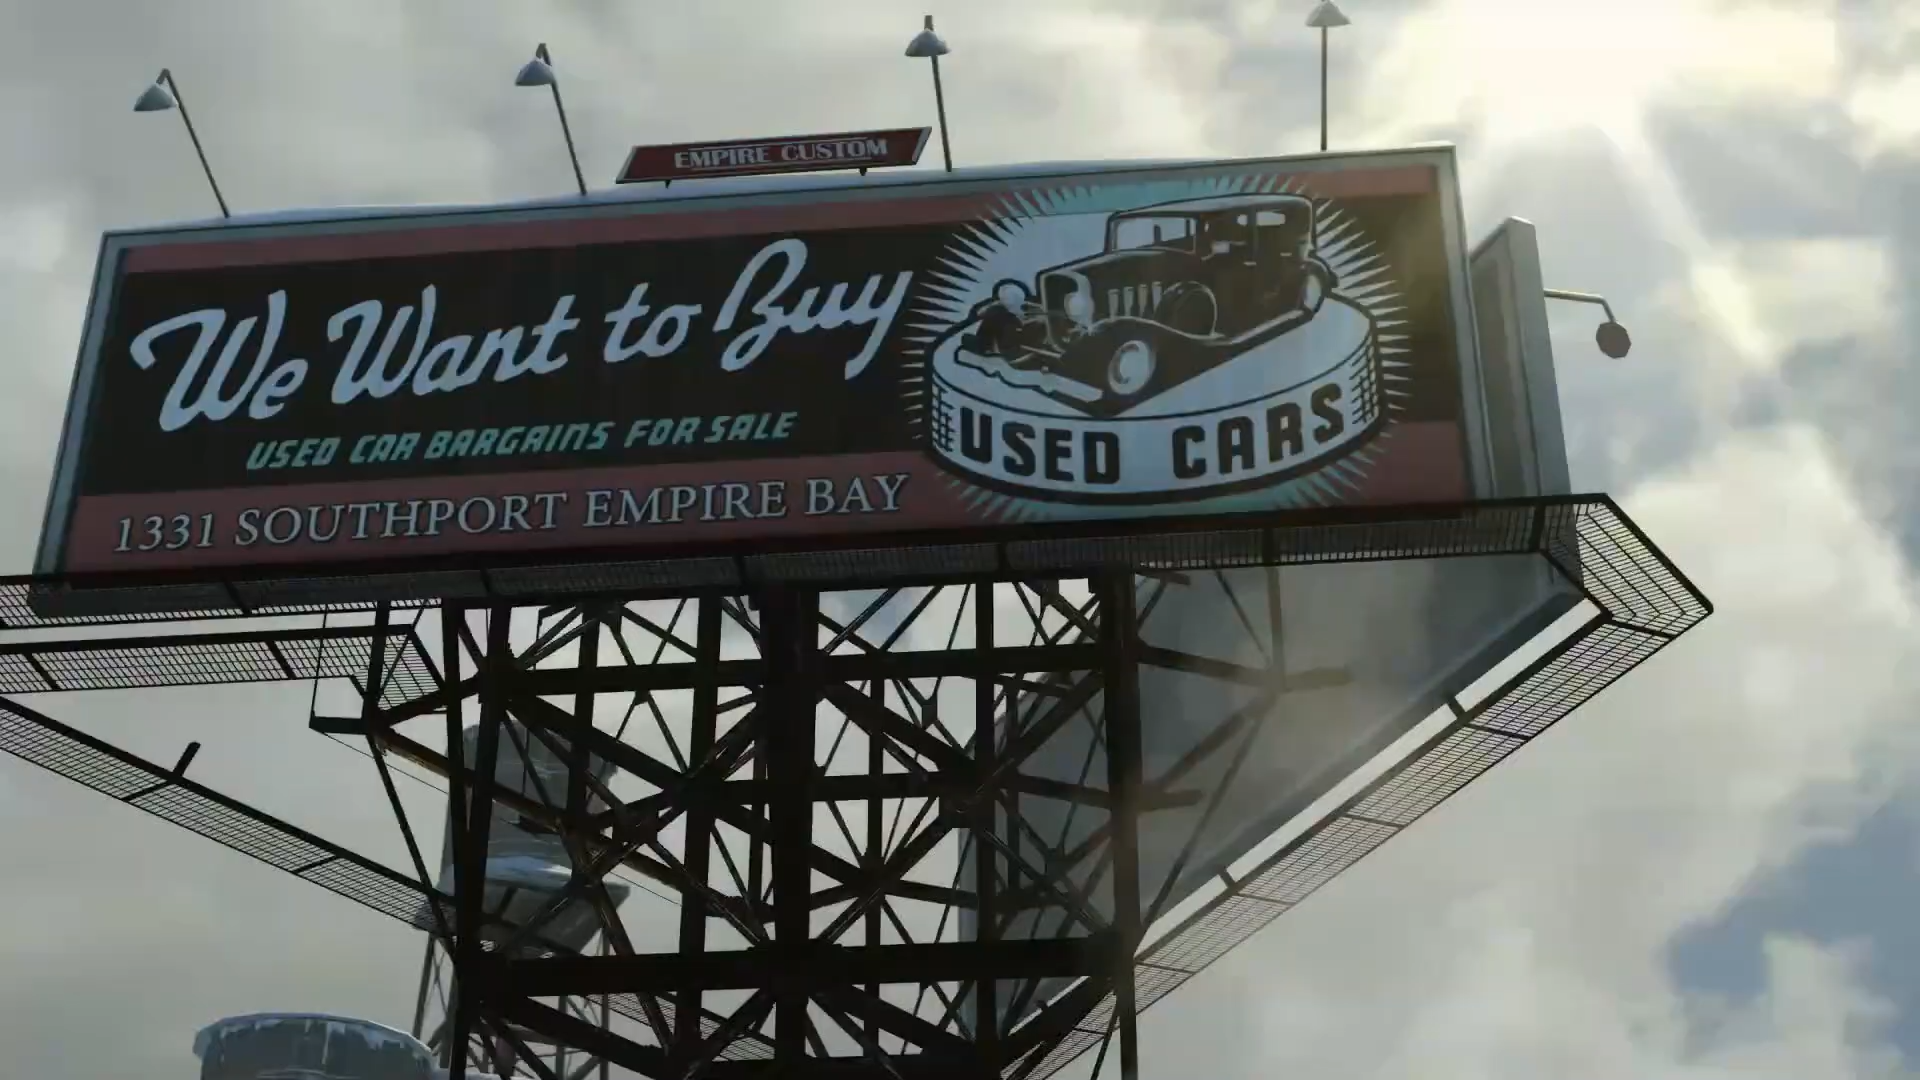 EMPIRE CUSTOM
We Want to Buy
USED CAR BARGAINS FOR SALE
1331 SOUTHPORT EMPIRE BAY
USED CARS